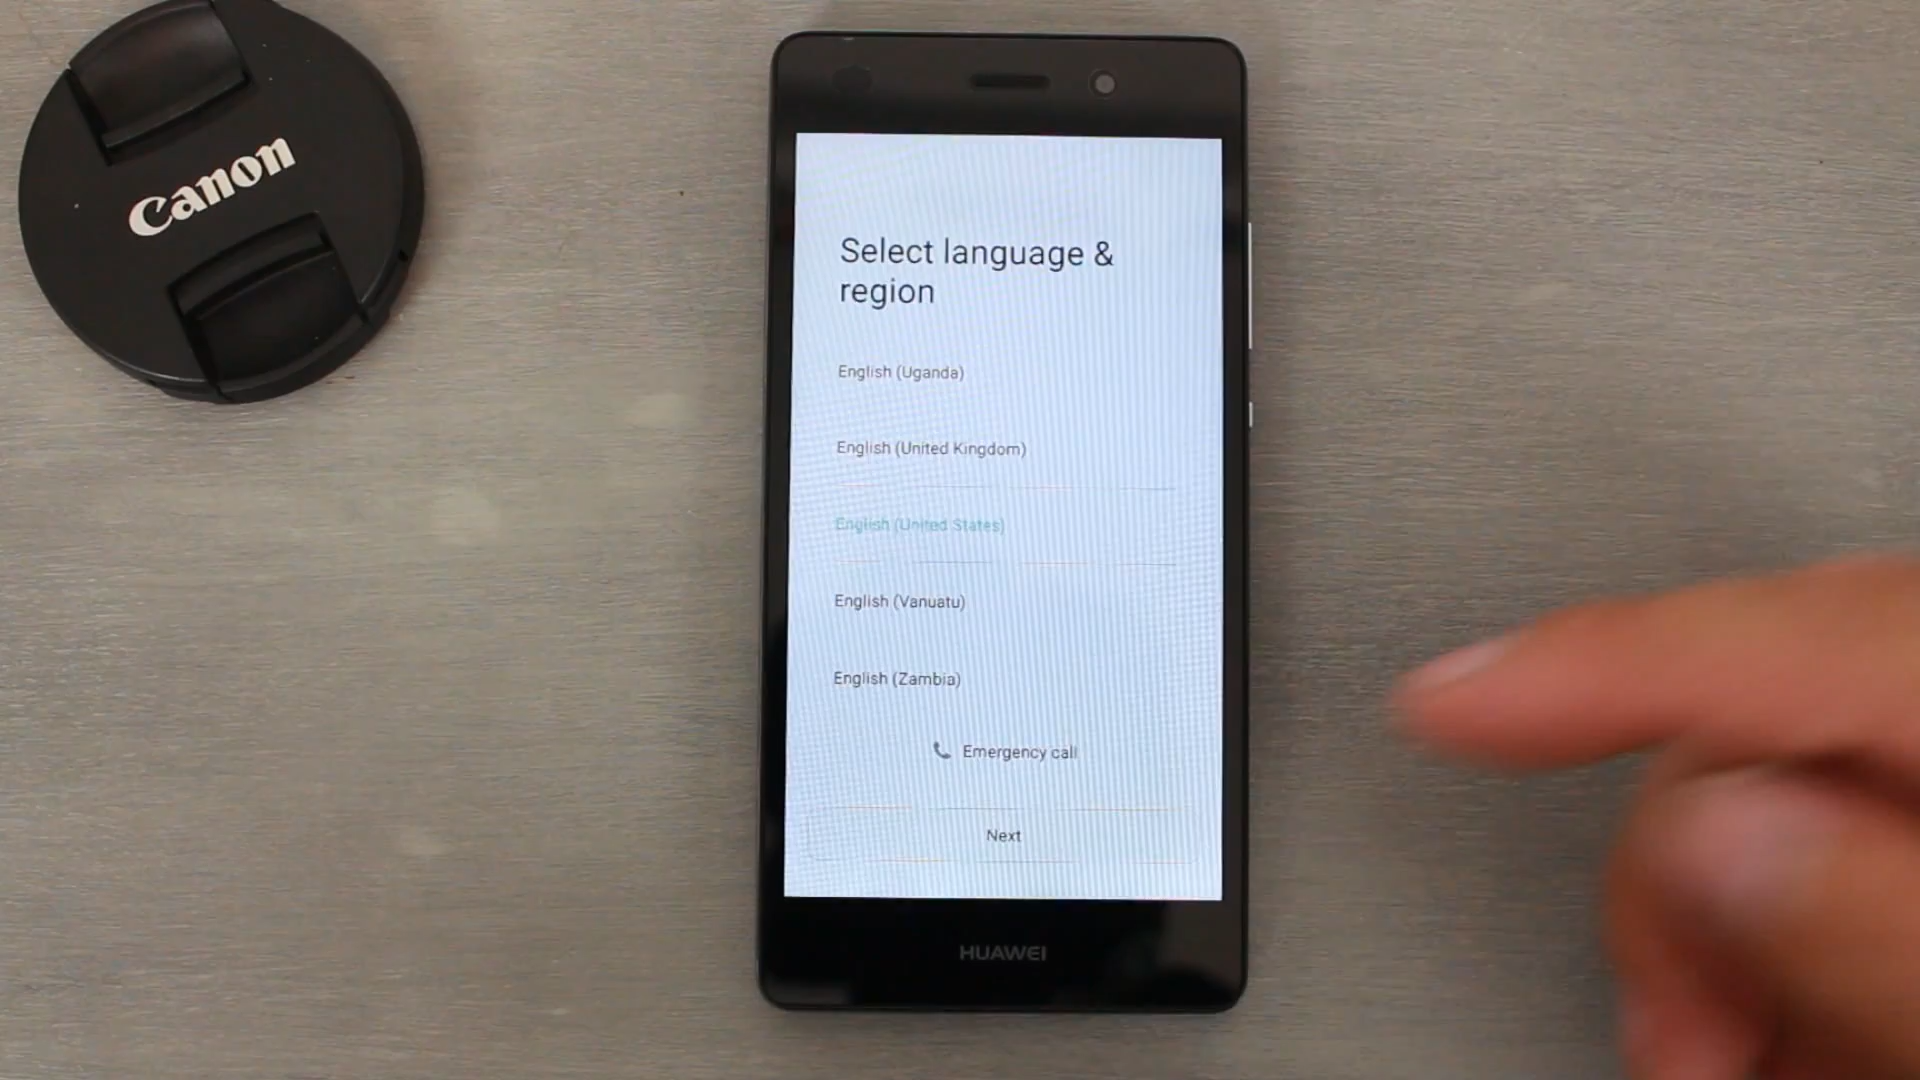 Canon
Select language &
region
English (Uganda)
English (United Kingdom)
English (United States)
English (Vanuatu)
English (Zambia)
Emergency call
Next
HUAWEI